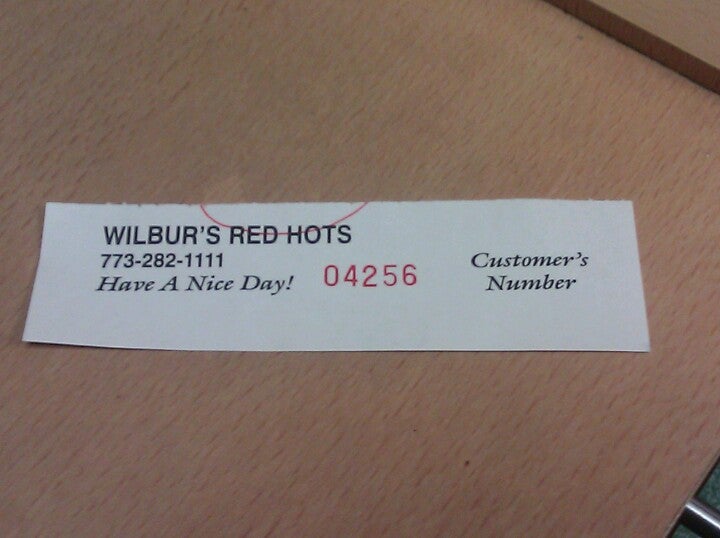 WILBUR'S RED HOTS
773-282-1111
Have A Nice Day!
04256
Customer's
Number